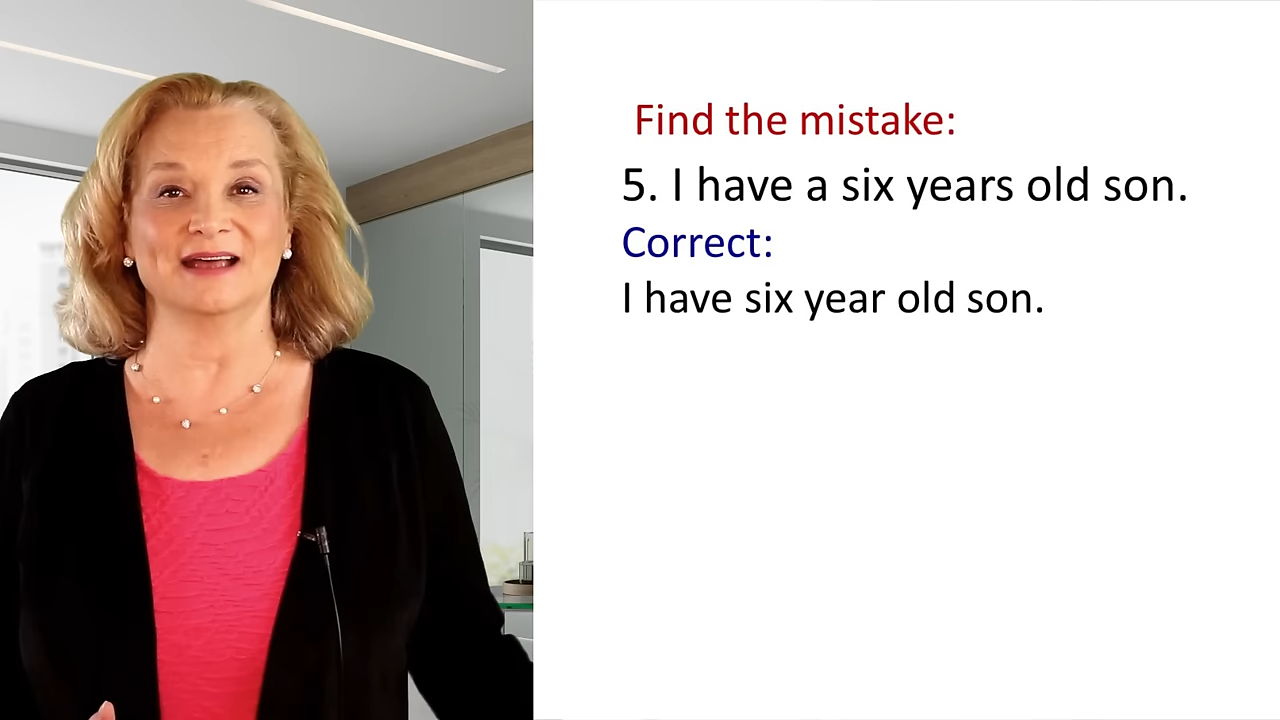 Find the mistake:
5. I have a six years old son.
Correct:
I have six year old son.